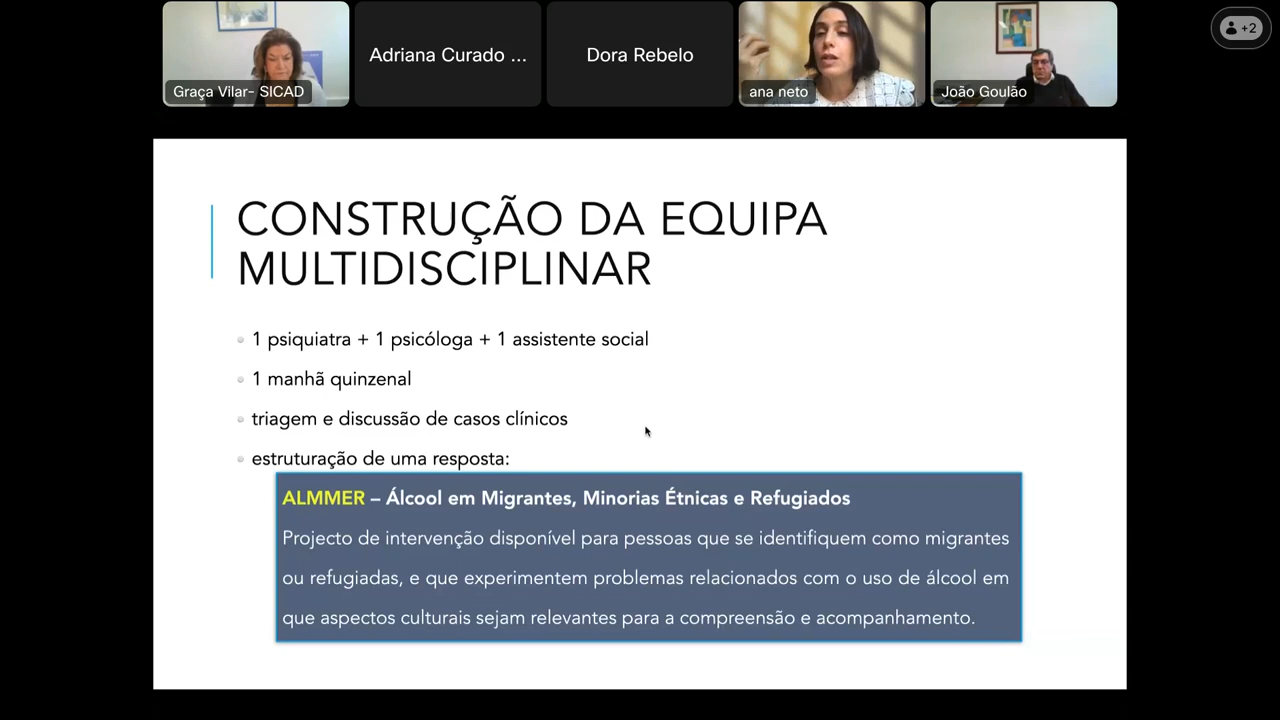 Graça Vilar- SICAD
Adriana Curado ...
Dora Rebelo
ana neto
João Goulão
+2
CONSTRUÇÃO DA EQUIPA
MULTIDISCIPLINAR
1 psiquiatra + 1 psicóloga + 1 assistente social
1 manhã quinzenal
triagem e discussão de casos clínicos
estruturação de uma resposta:
ALMMER – Álcool em Migrantes, Minorias Étnicas e Refugiados
Projecto de intervenção disponível para pessoas que se identifiquem como migrantes
ou refugiadas, e que experimentem problemas relacionados com o uso de álcool em
que aspectos culturais sejam relevantes para a compreensão e acompanhamento.